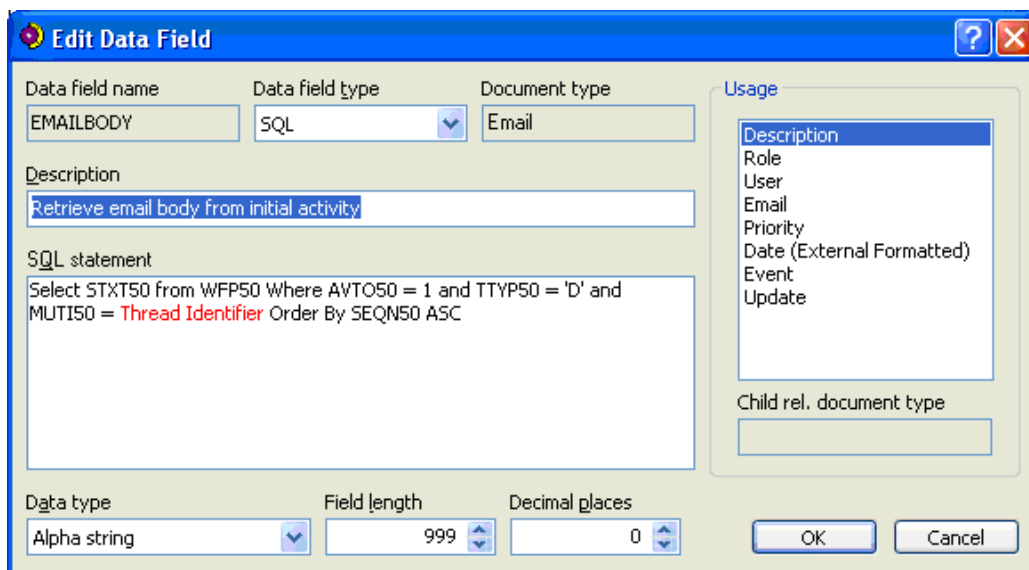 Edit Data Field
Data field name
Data field type
Document type
EMAILBODY
SQL
Email
Description
Retrieve email body from initial activity
SQL statement
Select STXT50 from WFP50 Where AVTO50 = 1 and TTYP50 = 'D' and
MUTI50 = Thread Identifier Order By SEQN50 ASC
Data type
Field length
Decimal places
Alpha string
999
0
Usage
Description
Role
User
Email
Priority
Date (External Formatted)
Event
Update
Child rel. document type
OK
Cancel